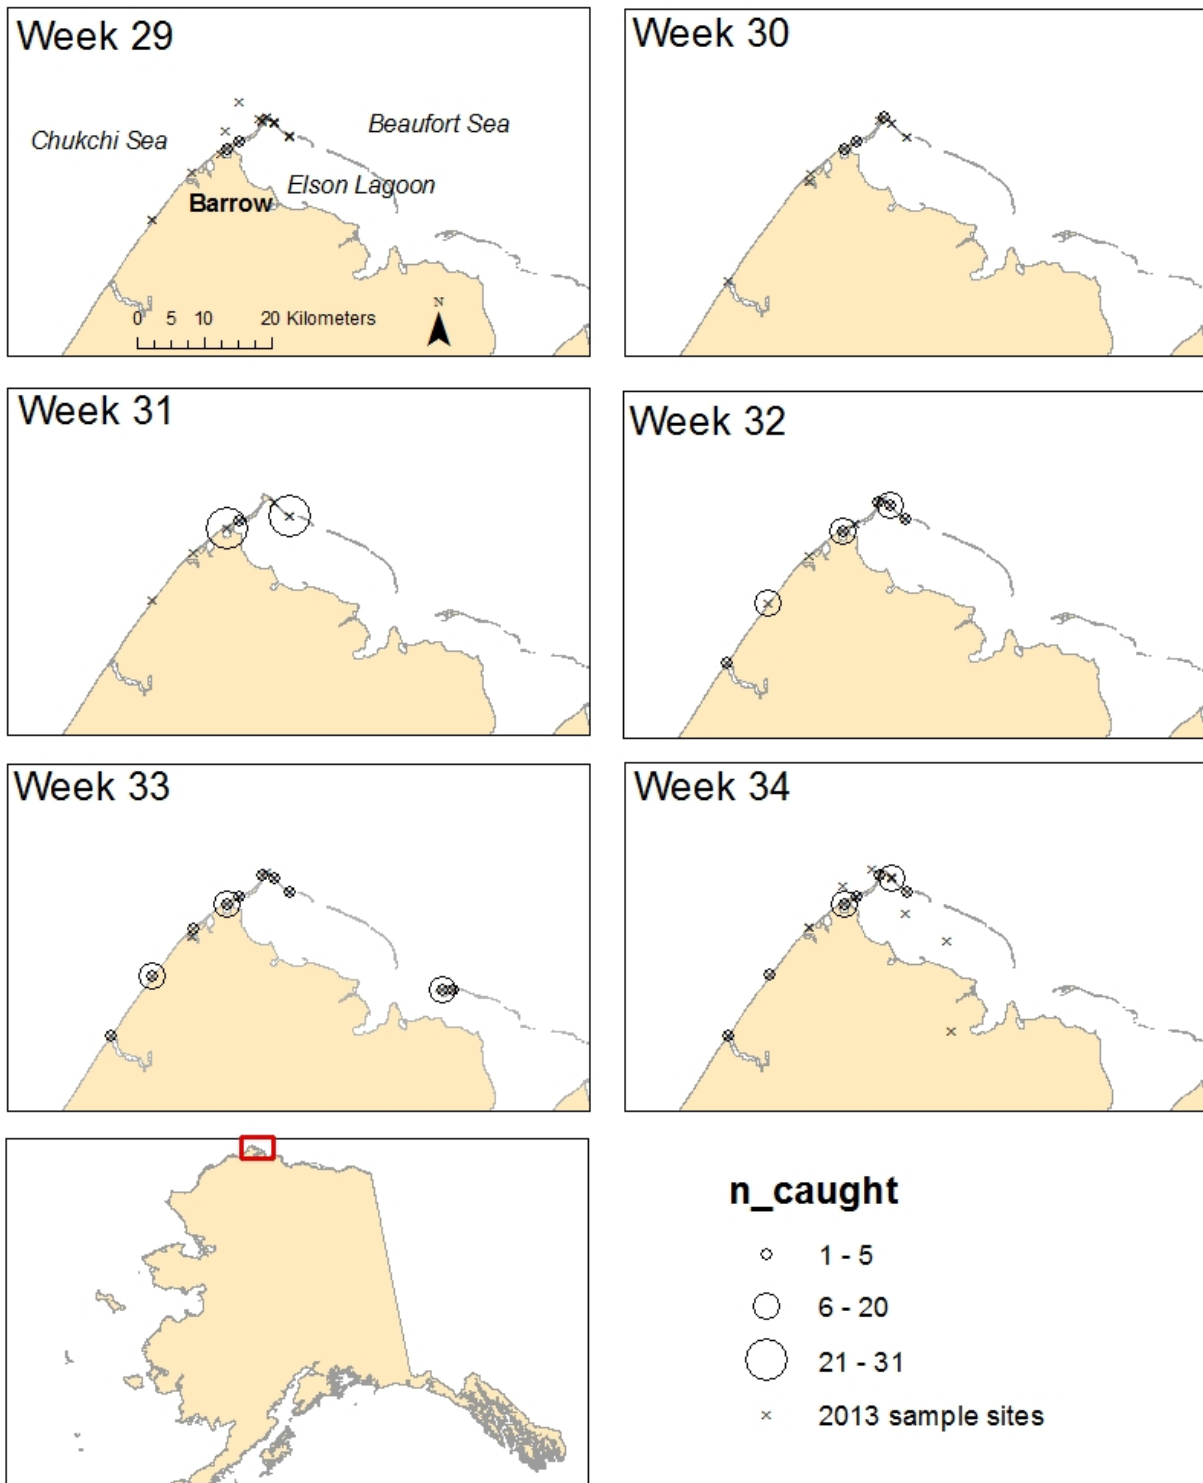 Week 29
Chukchi Sea
Beaufort Sea
Elson Lagoon
Barrow
N
0 5 10 20 Kilometers
Week 30
Week 31
Week 32
Week 33
Week 34
n_caught
1 - 5
6 - 20
21 - 31
2013 sample sites